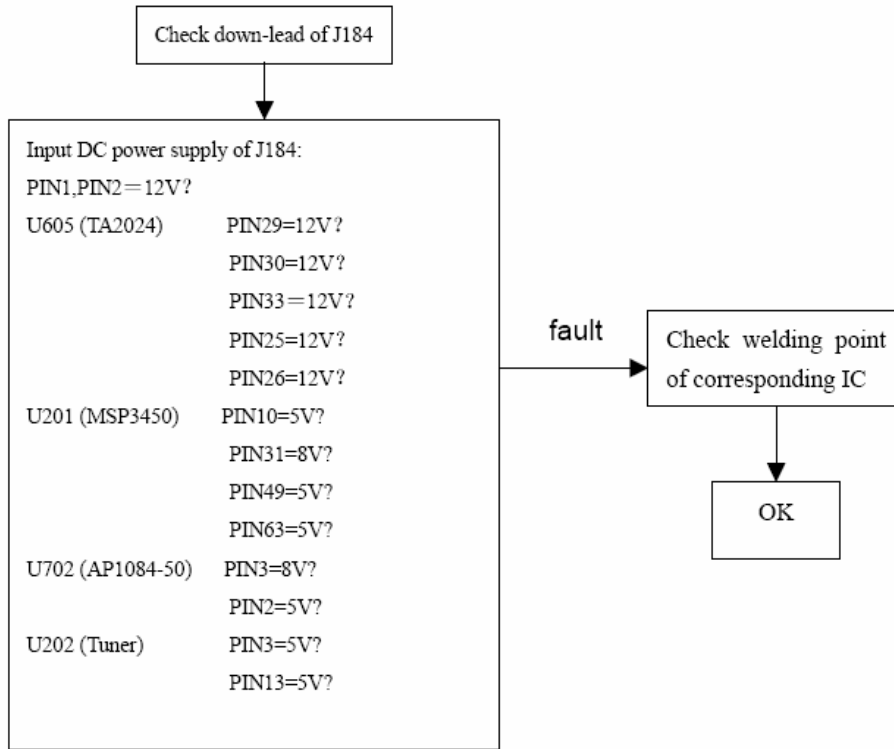 Check down-lead of J184
Input DC power supply of J184:
PIN1,PIN2＝12V?
U605 (TA2024) PIN29=12V?
PIN30=12V?
PIN33＝12V?
PIN25=12V?
PIN26=12V?
U201 (MSP3450) PIN10=5V?
PIN31=8V?
PIN49=5V?
PIN63=5V?
U702 (AP1084-50) PIN3=8V?
PIN2=5V?
U202 (Tuner) PIN3=5V?
PIN13=5V?
fault
Check welding point
of corresponding IC
OK